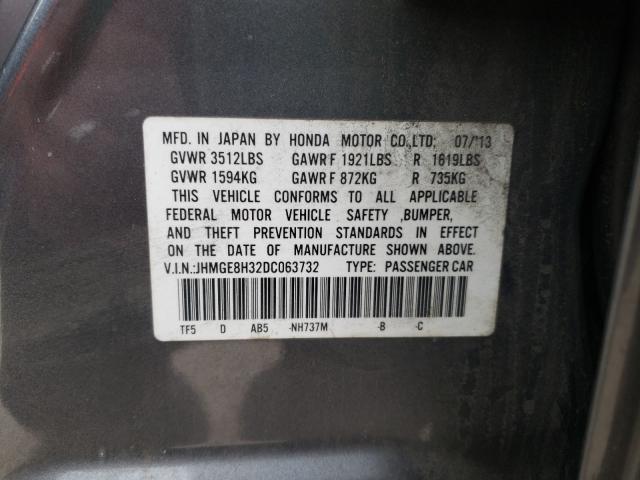 MFD. IN JAPAN BY HONDA MOTOR CO.,LTD. 07/'13
GVWR 3512LBS GAWR F 1921LBS R 1619LBS
GVWR 1594KG GAWR F 872KG R 735KG
THIS VEHICLE CONFORMS TO ALL APPLICABLE
FEDERAL MOTOR VEHICLE SAFETY ,BUMPER,
AND THEFT PREVENTION STANDARDS IN EFFECT
ON THE DATE OF MANUFACTURE SHOWN ABOVE.
V.I.N.:JHMGE8H32DC063732 TYPE: PASSENGER CAR
TF5 D AB5 -NH737M -B -C